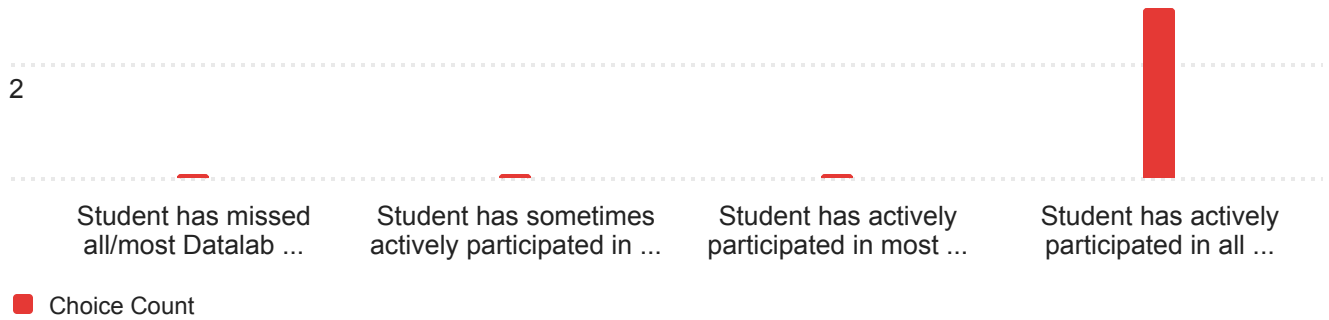 2
Student has missed
all/most Datalab ...
Student has sometimes
actively participated in ...
Student has actively
participated in most ...
Student has actively
participated in all ...
Choice Count